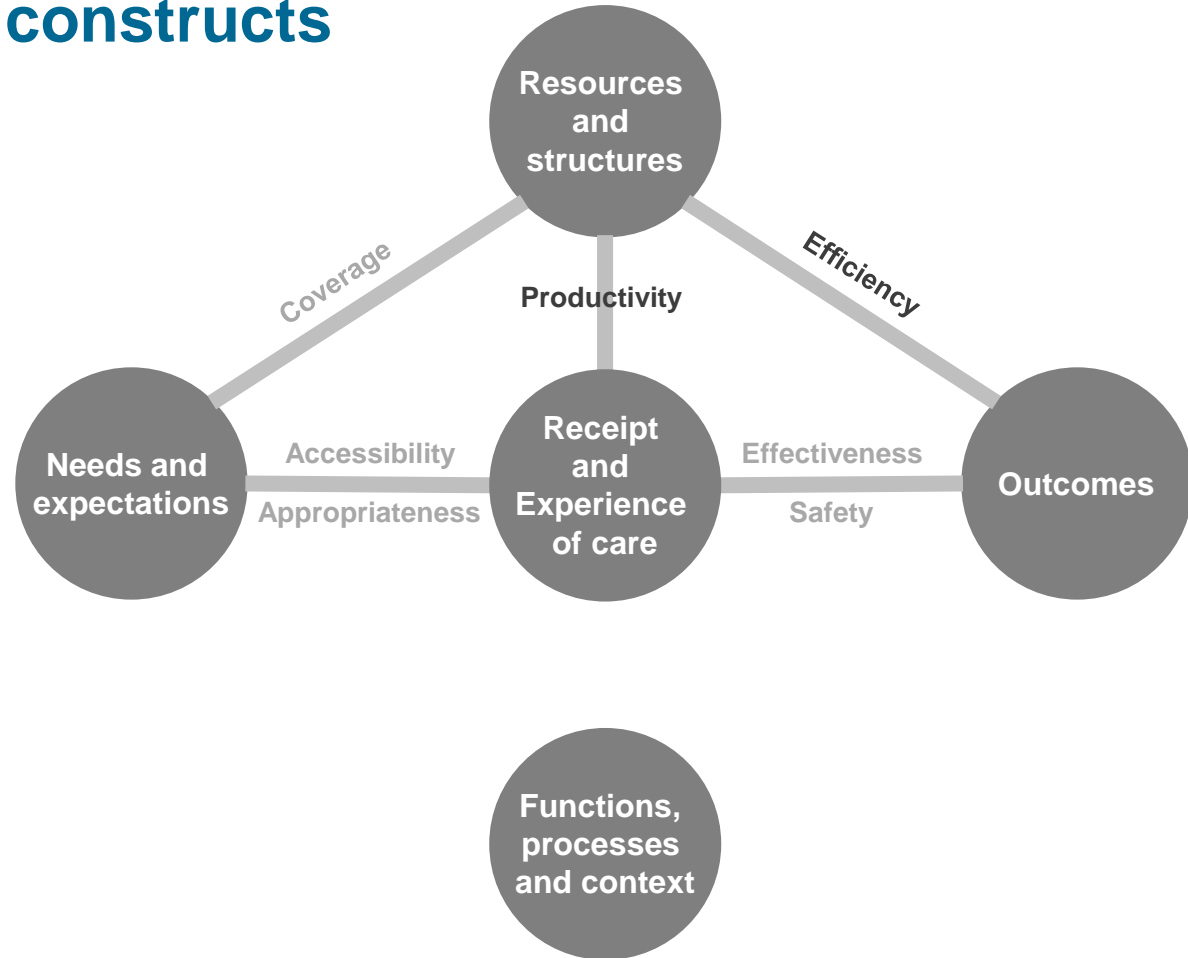 constructs
Resources
and
structures
Coverage
Efficiency
Productivity
Needs and
expectations
Accessibility
Appropriateness
Receipt
and
Experience
of care
Effectiveness
Safety
Outcomes
Functions,
processes
and context